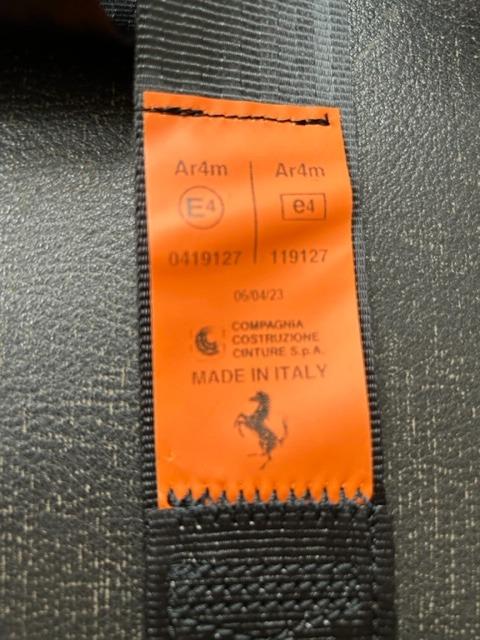 Ar4m Ar4m
E4 e4
0419127 119127
06/04/23
COMPAGNIA
COSTRUZIONE
CINTURE S.p.A.
MADE IN ITALY